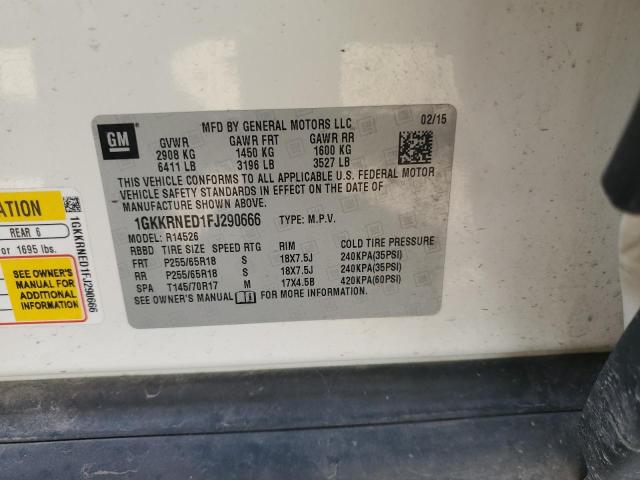 GM
MFD BY GENERAL MOTORS LLC
02/15
GVWR GAWR FRT GAWR RR
2908 KG 1450 KG 1600 KG
6411 LB 3196 LB 3527 LB
THIS VEHICLE CONFORMS TO ALL APPLICABLE U.S. FEDERAL MOTOR
VEHICLE SAFETY STANDARDS IN EFFECT ON THE DATE OF
MANUFACTURE SHOWN ABOVE.
1GKKRNED1FJ290666 TYPE: M.P.V.
MODEL: R14526
RBBD TIRE SIZE SPEED RTG RIM COLD TIRE PRESSURE
FRT P255/65R18 S 18X7.5J 240KPA(35PSI)
RR P255/65R18 S 18X7.5J 240KPA(35PSI)
SPA T145/70R17 M 17X4.5B 420KPA(60PSI)
SEE OWNER'S MANUAL FOR MORE INFORMATION.
REAR 6
or 1695 lbs.
SEE OWNER'S
MANUAL FOR
ADDITIONAL
INFORMATION
1GKKRNED1FJ290666